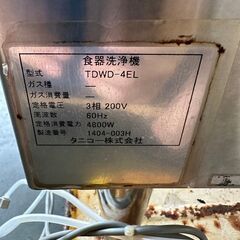 食器洗浄機
型式 TDWD-4EL
ガス種 —
ガス消費量 —
定格電圧 3相 200V
周波数 60Hz
定格消費電力 4800W
製造番号 1404-003H
タニコー株式会社